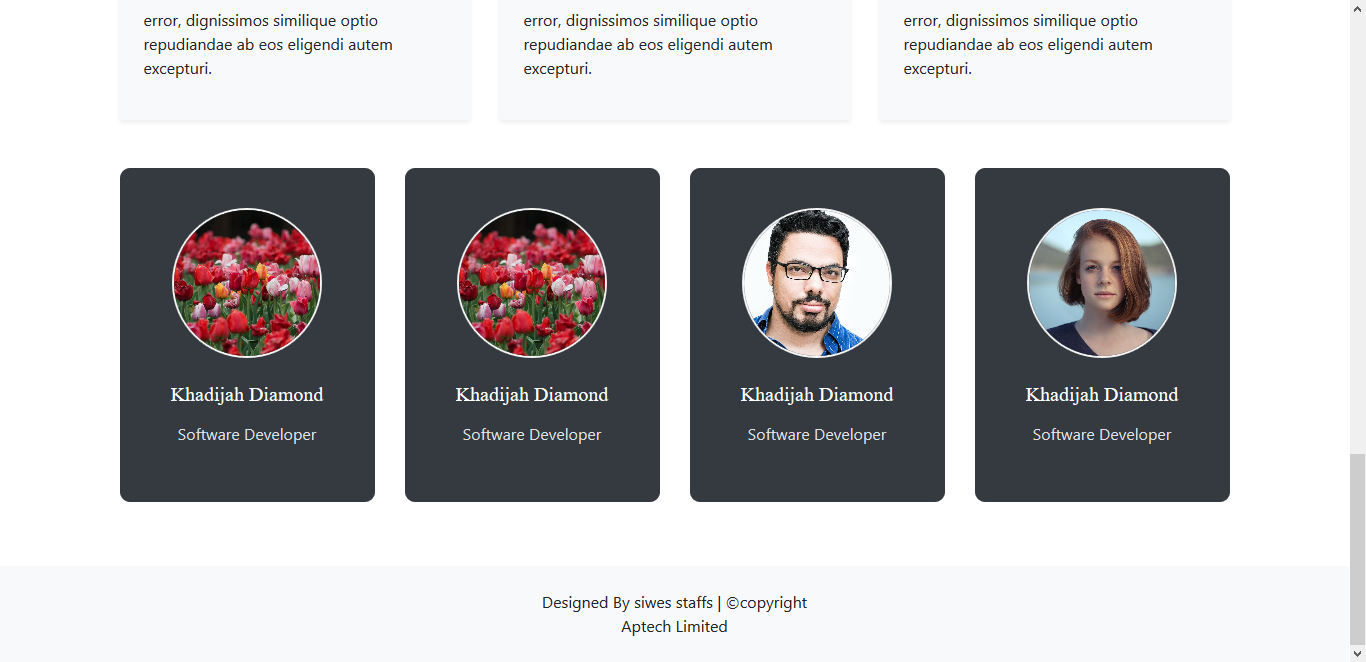 error, dignissimos similique optio
repudiandae ab eos eligendi autem
excepturi.
error, dignissimos similique optio
repudiandae ab eos eligendi autem
excepturi.
error, dignissimos similique optio
repudiandae ab eos eligendi autem
excepturi.
Khadijah Diamond
Software Developer
Khadijah Diamond
Software Developer
Khadijah Diamond
Software Developer
Khadijah Diamond
Software Developer
Designed By siwes staffs | ©copyright
Aptech Limited